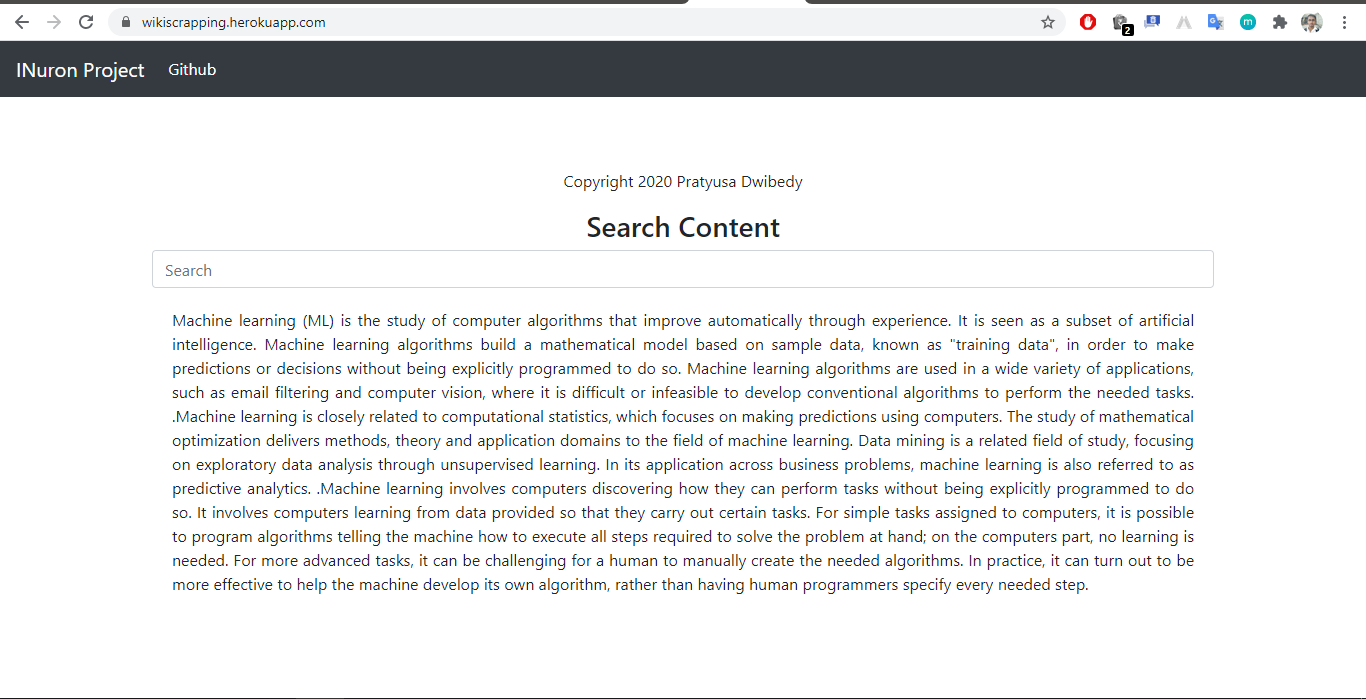 wikiscrapping.herokuapp.com
2
m
INuron Project Github
Copyright 2020 Pratyusa Dwibedy
Search Content
Search
Machine learning (ML) is the study of computer algorithms that improve automatically through experience. It is seen as a subset of artificial
intelligence. Machine learning algorithms build a mathematical model based on sample data, known as "training data", in order to make
predictions or decisions without being explicitly programmed to do so. Machine learning algorithms are used in a wide variety of applications,
such as email filtering and computer vision, where it is difficult or infeasible to develop conventional algorithms to perform the needed tasks.
.Machine learning is closely related to computational statistics, which focuses on making predictions using computers. The study of mathematical
optimization delivers methods, theory and application domains to the field of machine learning. Data mining is a related field of study, focusing
on exploratory data analysis through unsupervised learning. In its application across business problems, machine learning is also referred to as
predictive analytics. .Machine learning involves computers discovering how they can perform tasks without being explicitly programmed to do
so. It involves computers learning from data provided so that they carry out certain tasks. For simple tasks assigned to computers, it is possible
to program algorithms telling the machine how to execute all steps required to solve the problem at hand; on the computers part, no learning is
needed. For more advanced tasks, it can be challenging for a human to manually create the needed algorithms. In practice, it can turn out to be
more effective to help the machine develop its own algorithm, rather than having human programmers specify every needed step.